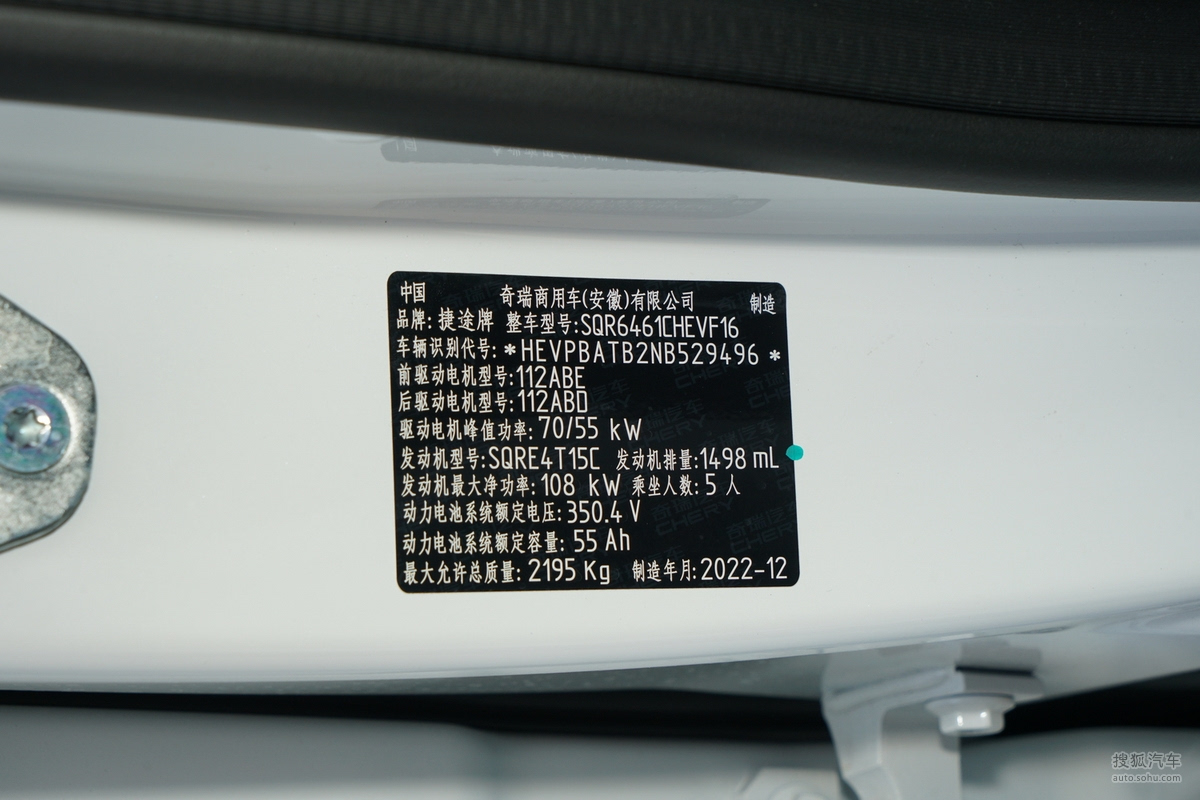 中国 奇瑞商用车(安徽)有限公司 制造
品牌: 捷途牌 整车型号:SQR6461CHEVF16
车辆识别代号: *HEVPBATB2NB529496 *
前驱动电机型号:112ABE
后驱动电机型号:112ABD
驱动电机峰值功率: 70/55 kW
发动机型号:SQRE4T15C 发动机排量:1498 mL
发动机最大净功率: 108 kW 乘坐人数: 5 人
动力电池系统额定电压: 350.4 V
动力电池系统额定容量: 55 Ah
最大允许总质量: 2195 Kg 制造年月: 2022-12
搜狐汽车
auto.sohu.com